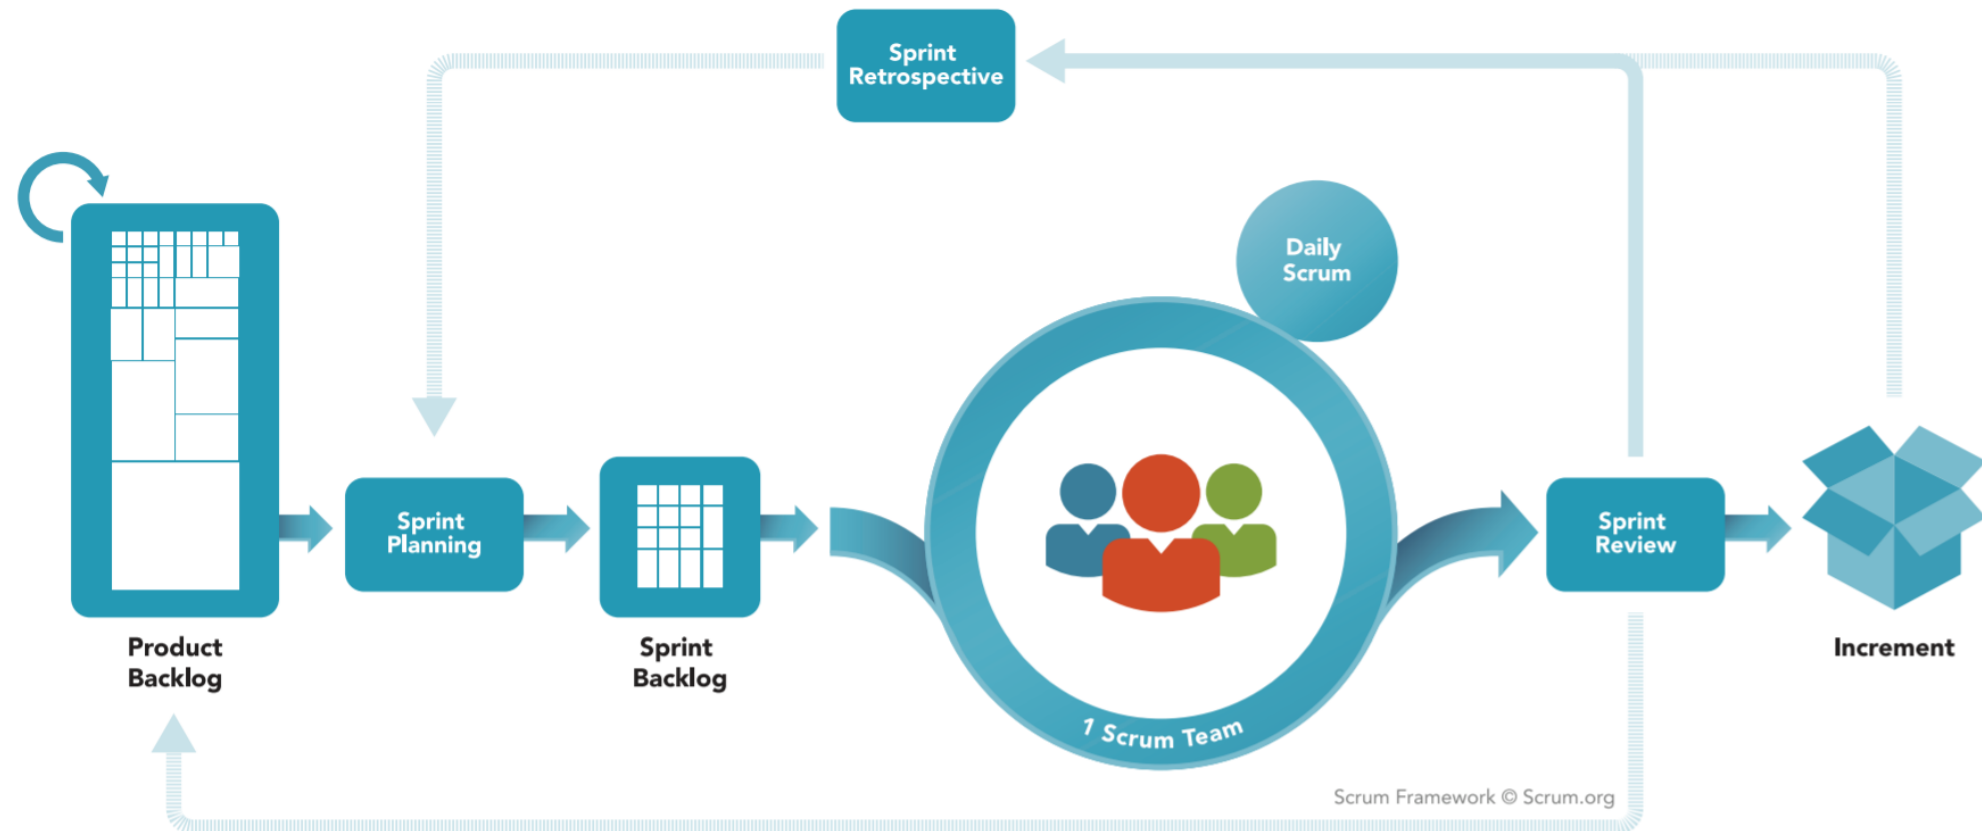 Sprint
Retrospective
Daily
Scrum
Sprint
Planning
Sprint
Review
Product
Backlog
Sprint
Backlog
Increment
1 Scrum Team
Scrum Framework © Scrum.org